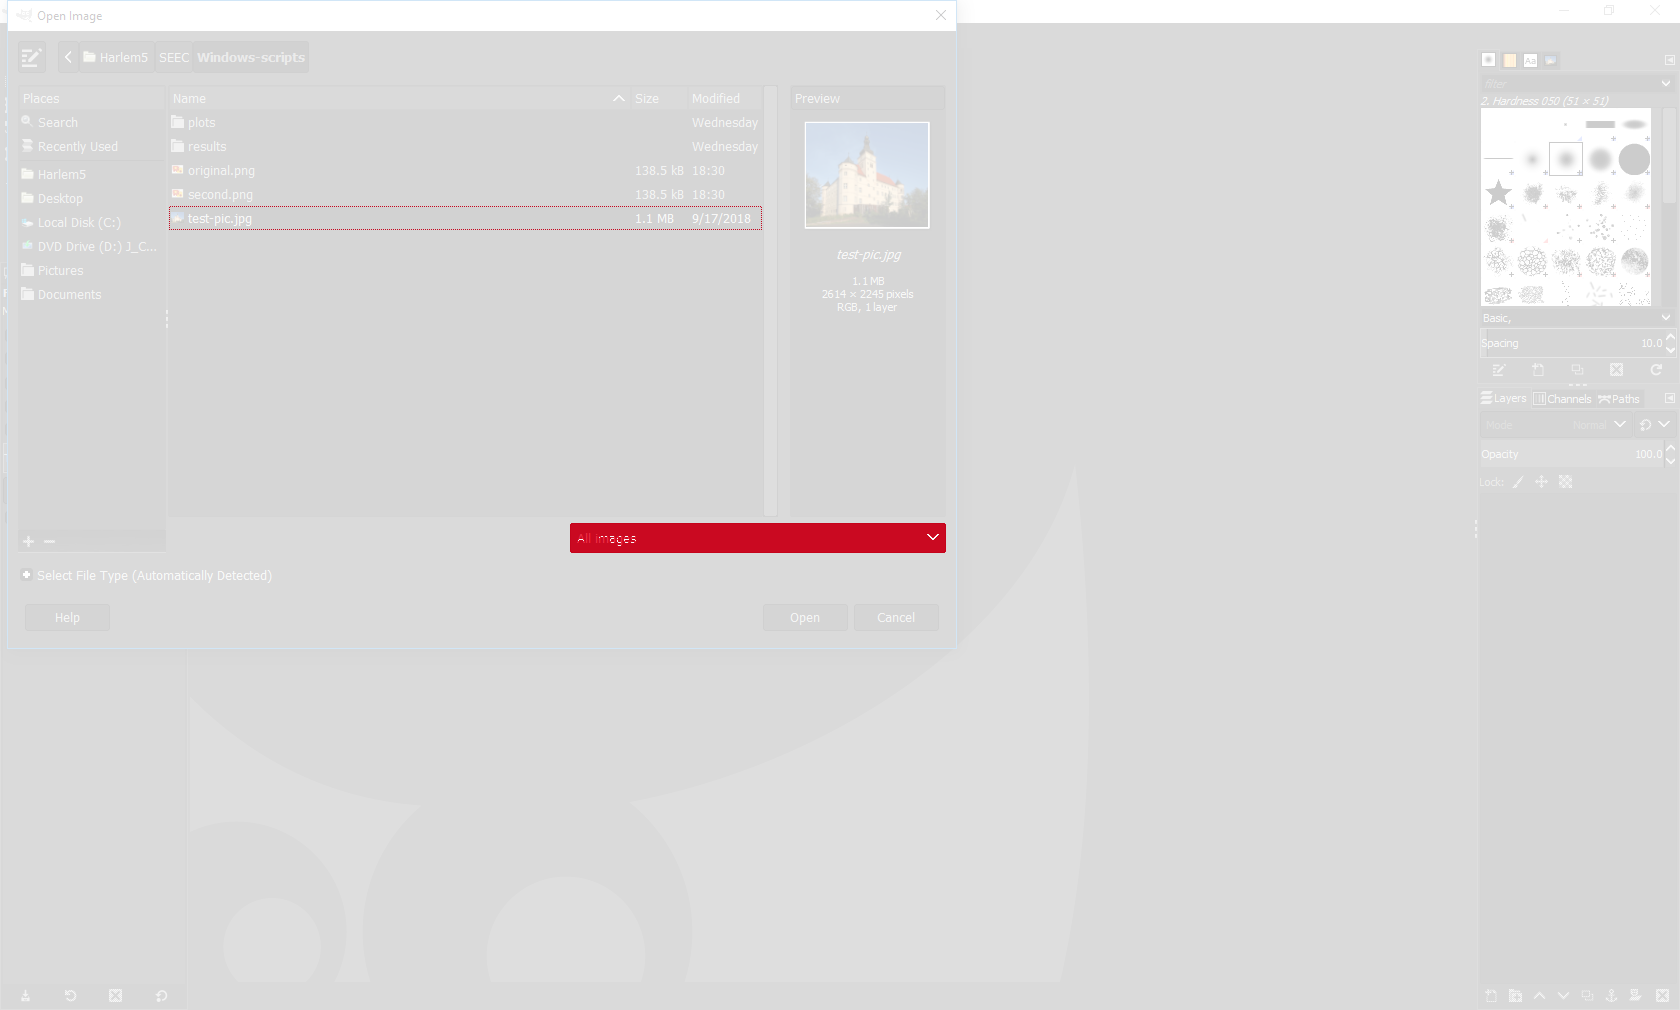 Open Image
Harlem5 SEEC Windows-scripts
Places
Search
Recently Used
Harlem5
Desktop
Local Disk (C:)
DVD Drive (D:) J_C...
Pictures
Documents
Name Size Modified
plots Wednesday
results Wednesday
original.png 138.5 kB 18:30
second.png 138.5 kB 18:30
test-pic.jpg 1.1 MB 9/17/2018
Preview
test-pic.jpg
1.1 MB
2614 × 2245 pixels
RGB, 1 layer
All images
Select File Type (Automatically Detected)
Help Open Cancel
Aa
filter
2. Hardness 050 (51 × 51)
Basic,
Spacing 10.0
Layers Channels Paths
Mode Normal
Opacity 100.0
Lock: